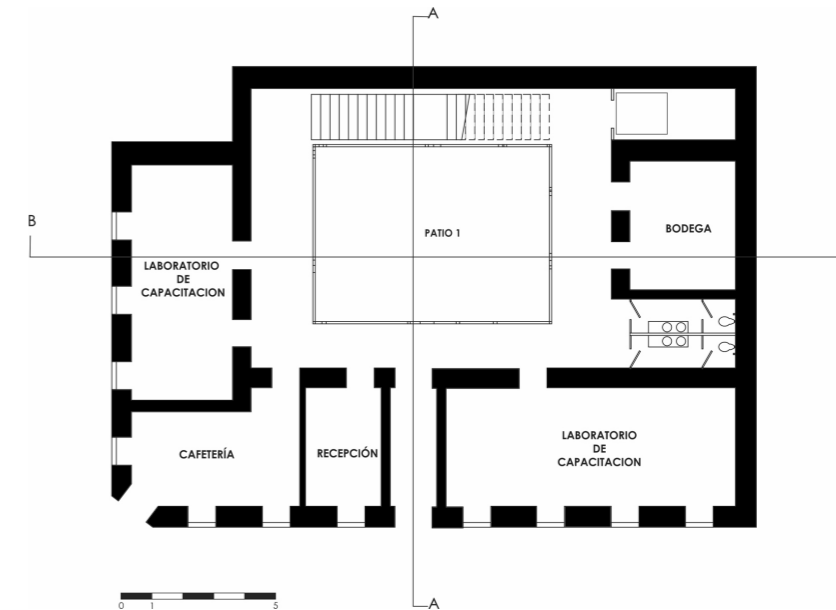 A
B
PATIO 1
BODEGA
LABORATORIO
DE
CAPACITACION
CAFETERÍA
RECEPCIÓN
LABORATORIO
DE
CAPACITACION
0 1 5
A